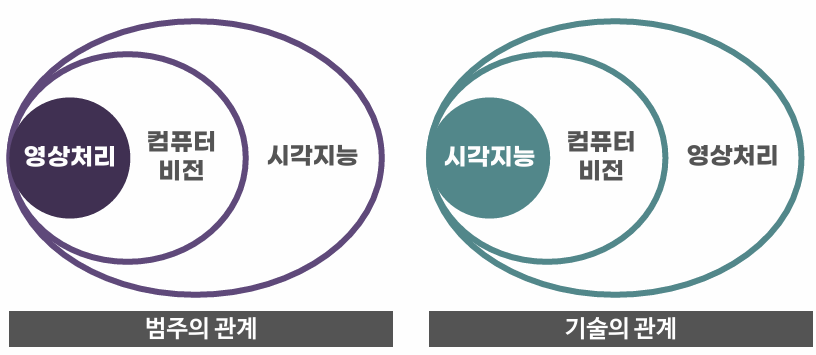 영상처리
컴퓨터
비전
시각지능
범주의 관계
시각지능
컴퓨터
비전
영상처리
기술의 관계